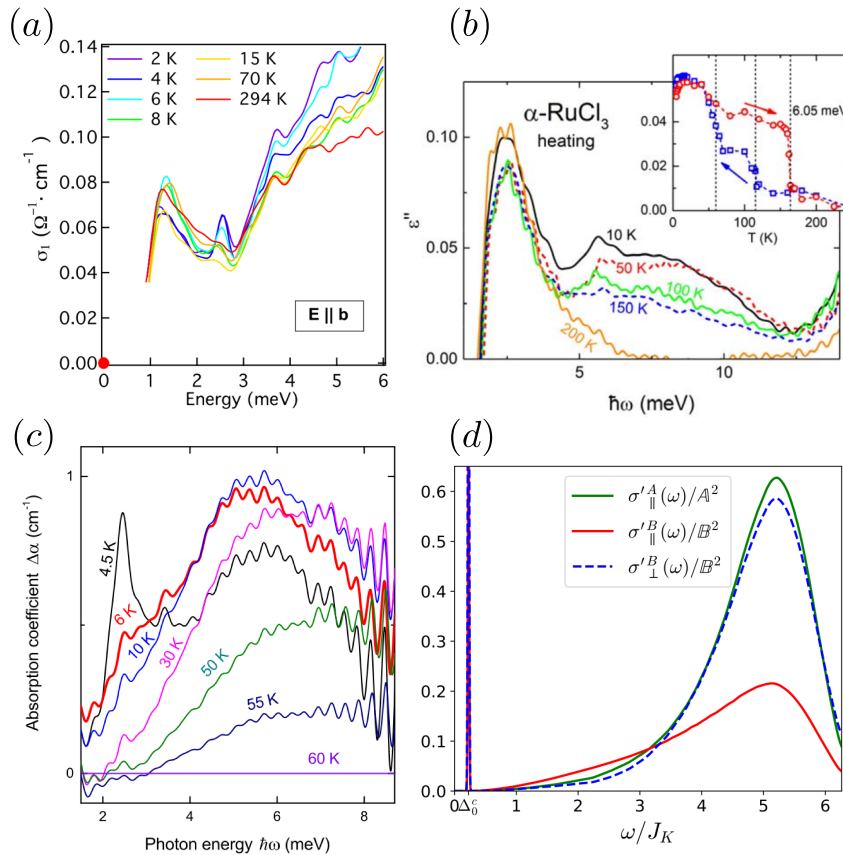 (a)
0.14
0.12
0.10
0.08
0.06
0.04
0.02
0.00
σ₁ (Ω⁻¹· cm⁻¹)
2 K
4 K
6 K
8 K
15 K
70 K
294 K
E || b
0 1 2 3 4 5 6
Energy (meV)
(b)
α-RuCl₃
heating
0.10
0.05
0.00
ε"
10 K
50 K
100 K
150 K
200 K
5 10
ħω (meV)
0.04
0.02
0.00
6.05 meV
0 100 200
T (K)
(c)
1
0
Absorption coefficient Δα (cm⁻¹)
4.5 K
6 K
10 K
30 K
50 K
55 K
60 K
2 4 6 8
Photon energy ħω (meV)
(d)
0.6
0.5
0.4
0.3
0.2
0.1
0.0
σ′∥ᴬ(ω)/𝔸²
σ′∥ᴮ(ω)/𝔹²
σ′⊥ᴮ(ω)/𝔹²
0 Δ₀ᶜ 1 2 3 4 5 6
ω/J_K